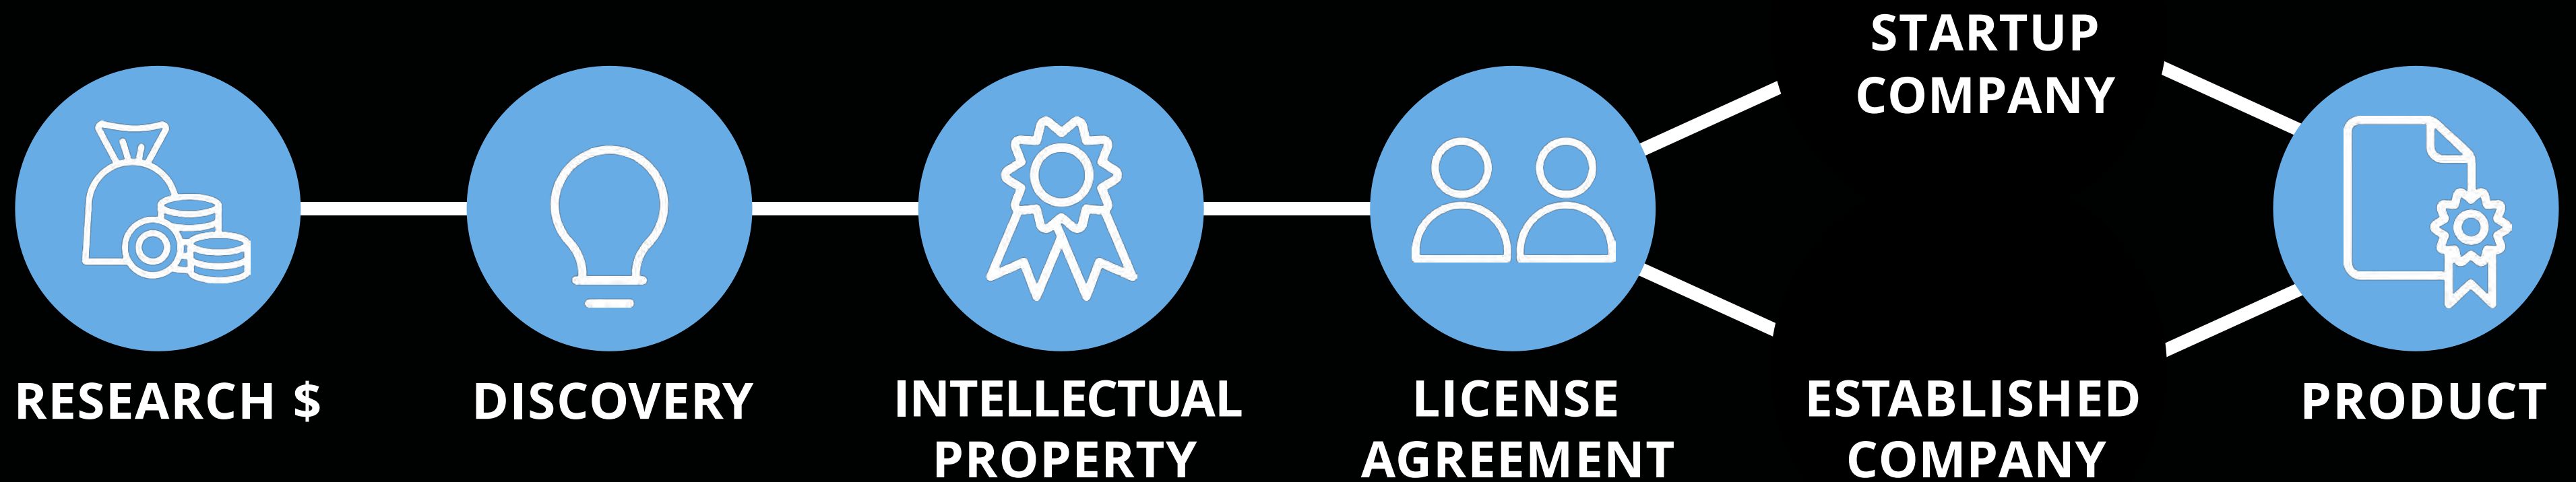 RESEARCH $
DISCOVERY
INTELLECTUAL
PROPERTY
LICENSE
AGREEMENT
STARTUP
COMPANY
ESTABLISHED
COMPANY
PRODUCT